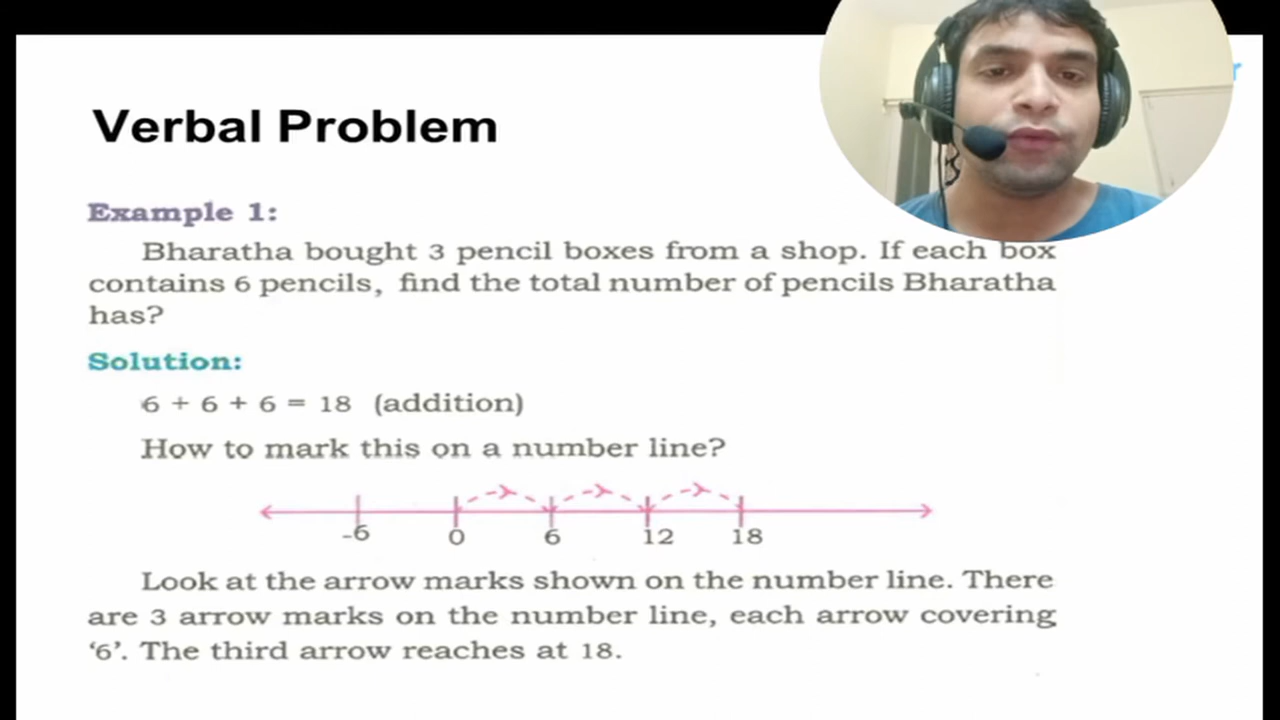 Verbal Problem
Example 1:
Bharatha bought 3 pencil boxes from a shop. If each box
contains 6 pencils, find the total number of pencils Bharatha
has?
Solution:
6 + 6 + 6 = 18 (addition)
How to mark this on a number line?
-6 0 6 12 18
Look at the arrow marks shown on the number line. There
are 3 arrow marks on the number line, each arrow covering
‘6’. The third arrow reaches at 18.